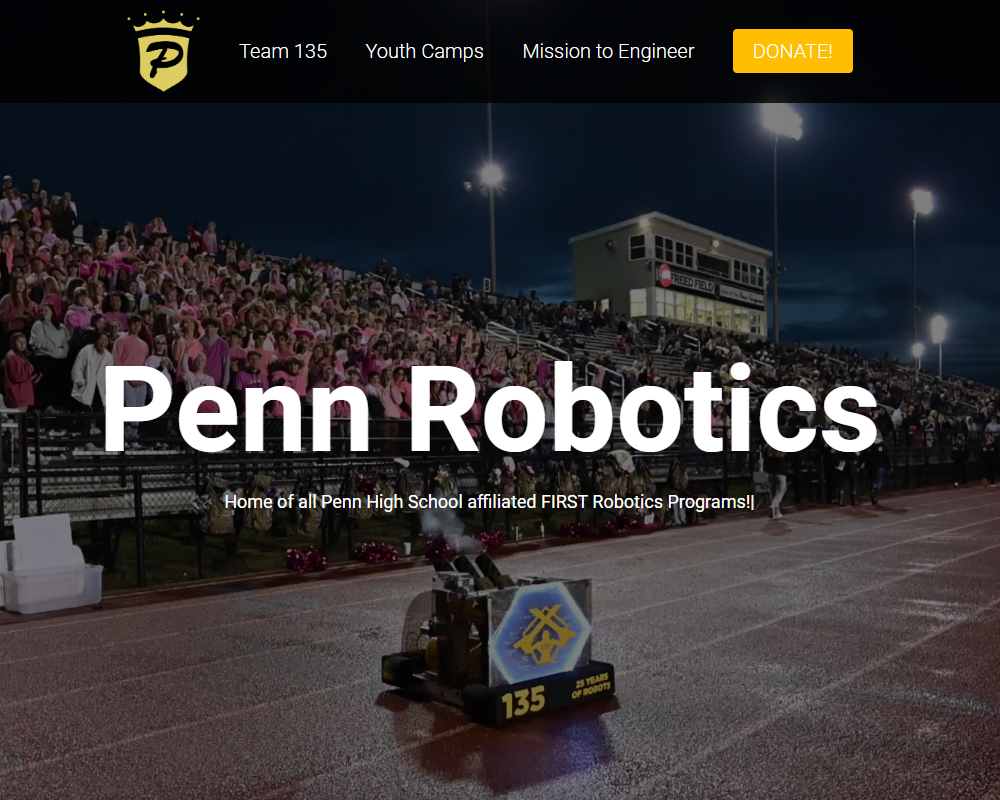 P
Team 135
Youth Camps
Mission to Engineer
DONATE!
FREED FIELD
Penn Robotics
Home of all Penn High School affiliated FIRST Robotics Programs!|
135
25 YEARS
OF ROBOTS